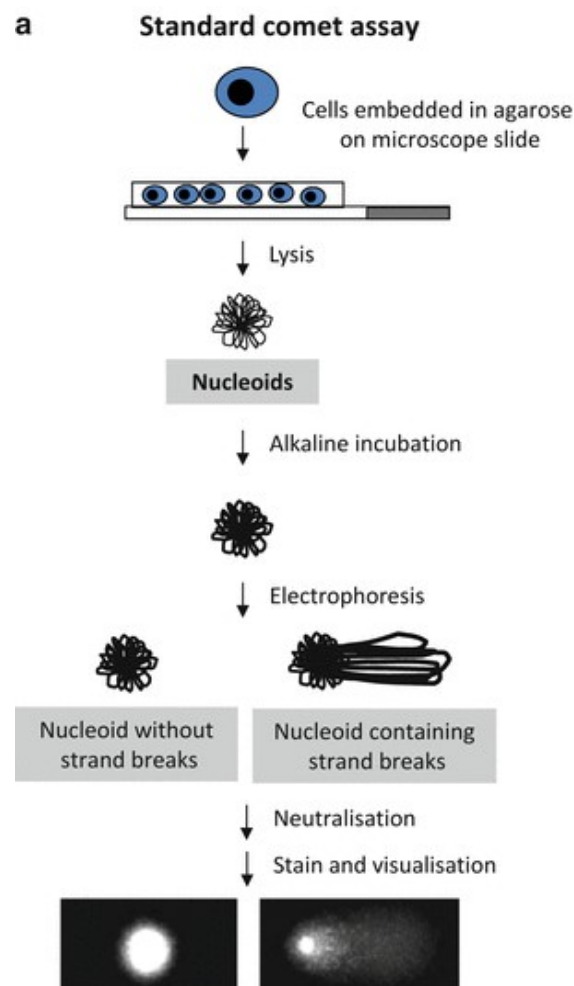 a
Standard comet assay
Cells embedded in agarose
on microscope slide
Lysis
Nucleoids
Alkaline incubation
Electrophoresis
Nucleoid without
strand breaks
Nucleoid containing
strand breaks
Neutralisation
Stain and visualisation